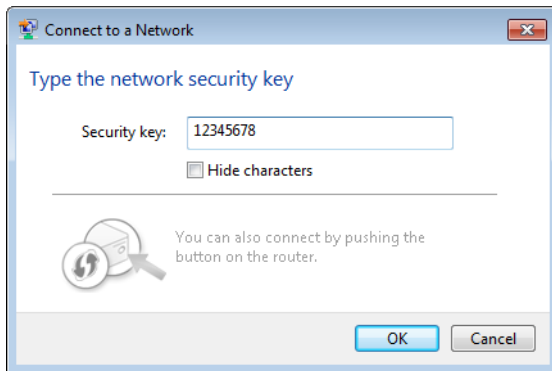 Connect to a Network
Type the network security key
Security key: 12345678
Hide characters
You can also connect by pushing the
button on the router.
OK Cancel